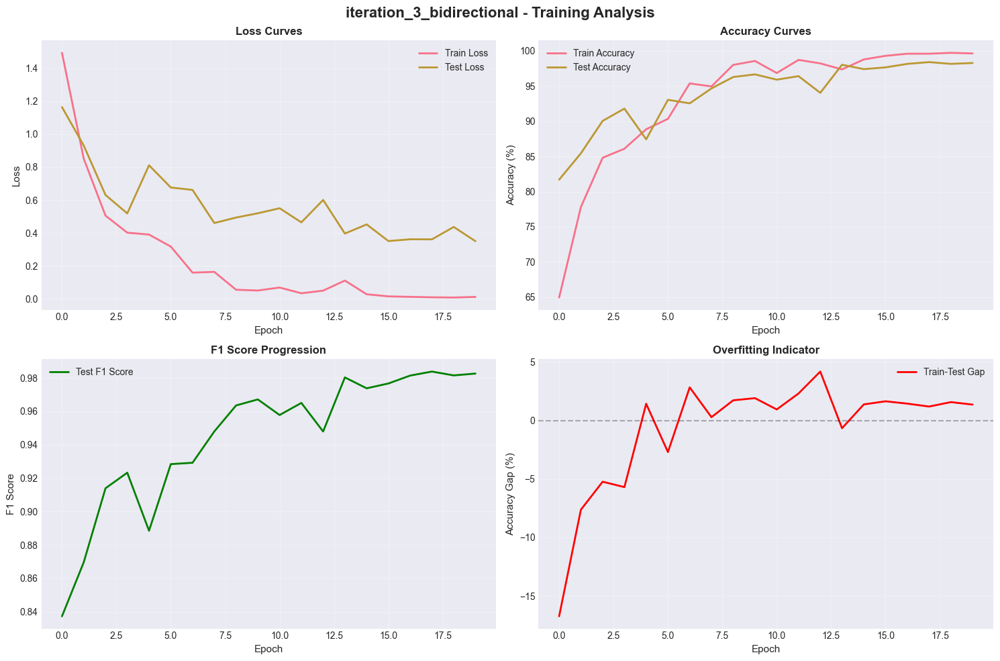 iteration_3_bidirectional - Training Analysis
Loss Curves
Train Loss
Test Loss
1.4
1.2
1.0
0.8
0.6
0.4
0.2
0.0
Loss
0.0 2.5 5.0 7.5 10.0 12.5 15.0 17.5
Epoch
Accuracy Curves
Train Accuracy
Test Accuracy
100
95
90
85
80
75
70
65
Accuracy (%)
0.0 2.5 5.0 7.5 10.0 12.5 15.0 17.5
Epoch
F1 Score Progression
Test F1 Score
0.98
0.96
0.94
0.92
0.90
0.88
0.86
0.84
F1 Score
0.0 2.5 5.0 7.5 10.0 12.5 15.0 17.5
Epoch
Overfitting Indicator
Train-Test Gap
5
0
−5
−10
−15
Accuracy Gap (%)
0.0 2.5 5.0 7.5 10.0 12.5 15.0 17.5
Epoch